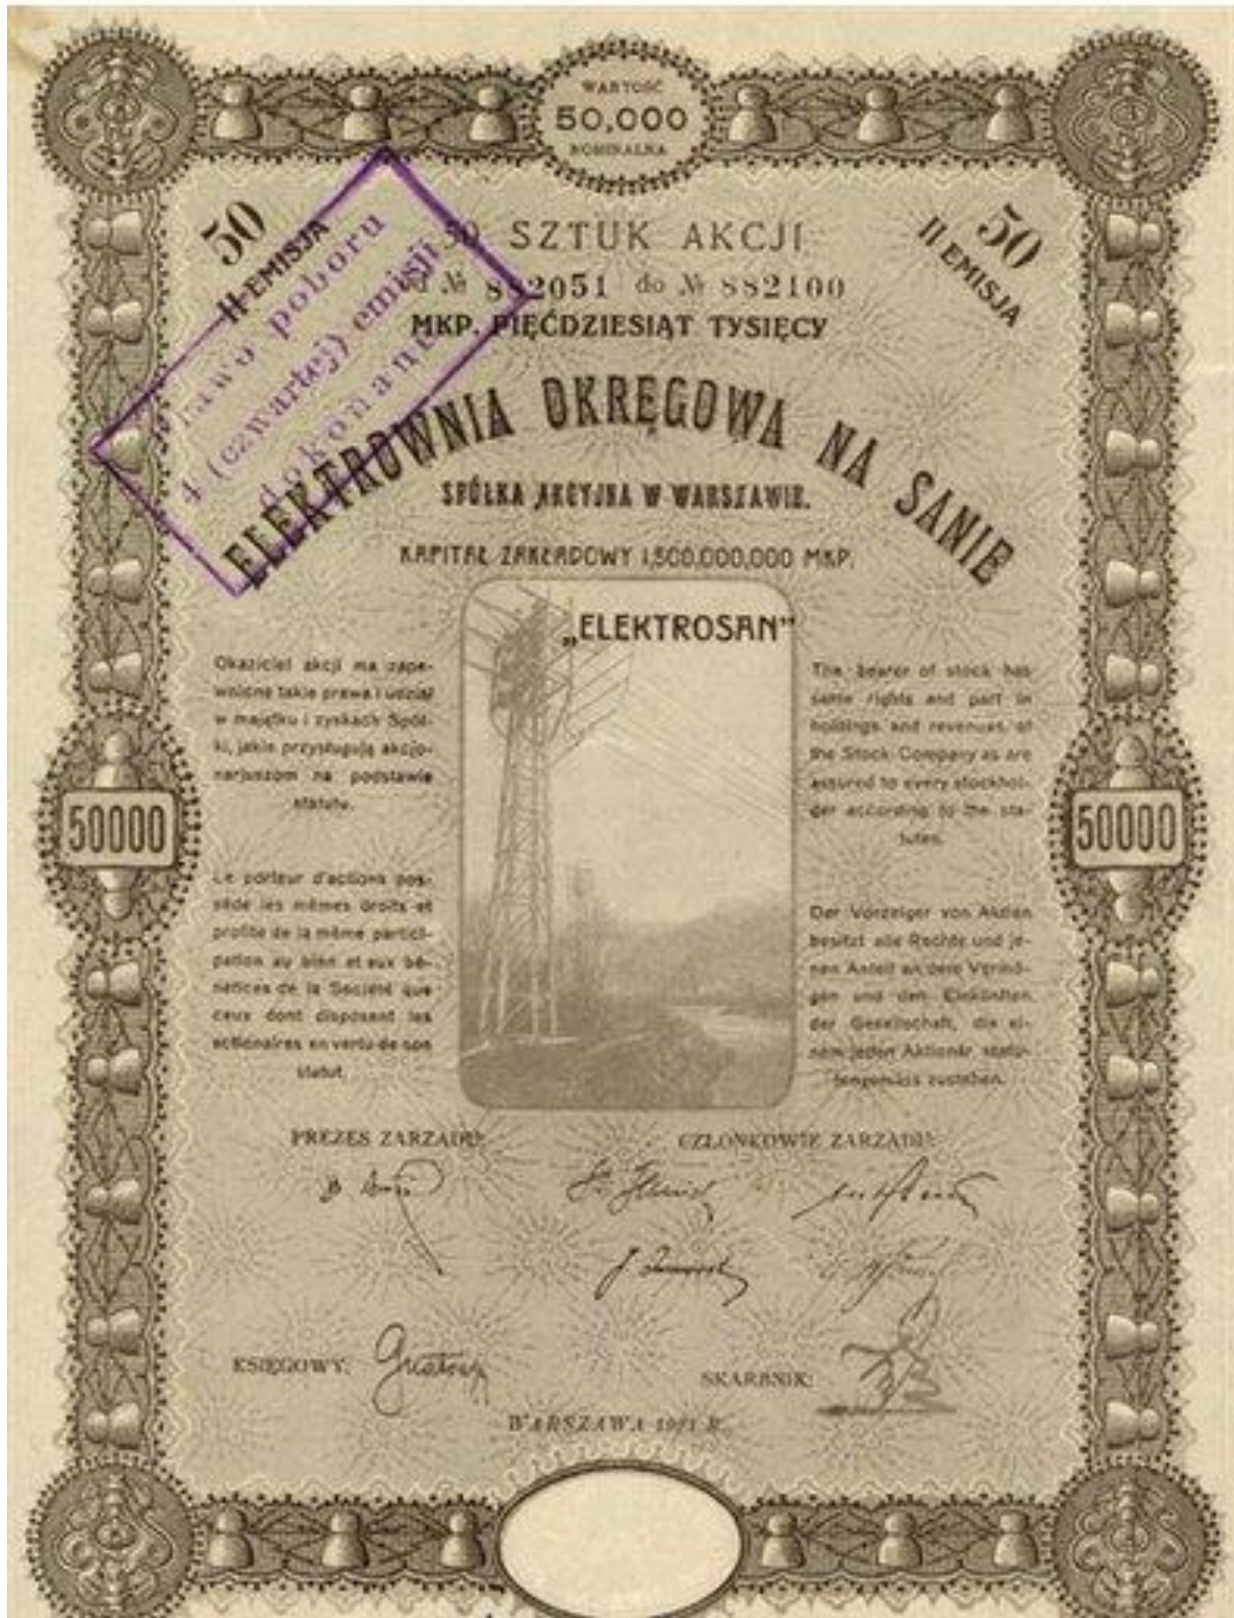 WARTOŚĆ
50,000
NOMINALNA
50
II EMISJA
50
II EMISJA
50 SZTUK AKCJI
od № 882051 do № 882100
MKP. PIĘĆDZIESIĄT TYSIĘCY
Prawo poboru
4 (czwartej) emisji
dokonane
ELEKTROWNIA OKRĘGOWA NA SANIE
SPÓŁKA AKCYJNA W WARSZAWIE.
KAPITAŁ ZAKŁADOWY 1,500,000,000 MKP.
„ELEKTROSAN”
Okaziciel akcji ma zape-
wnione takie prawa i udział
w majątku i zyskach Spół-
ki, jakie przysługują akcjo-
narjuszom na podstawie
statutu.
Le porteur d'actions pos-
sède les mêmes droits et
profite de la même partici-
pation au bien et aux bé-
néfices de la Société que
ceux dont disposent les
actionaires en vertu de son
statut.
The bearer of stock has
same rights and part in
holdings and revenues of
the Stock Company as are
assured to every stockhol-
der according to the sta-
tutes.
Der Vorzeiger von Aktien
besitzt alle Rechte und je-
nen Anteil an dem Vermö-
gen und den Einkünften
der Gesellschaft, die ei-
nem jeden Aktionär statu-
tengemäss zustehen.
50000
50000
PREZES ZARZĄDU:
CZŁONKOWIE ZARZĄDU:
KSIĘGOWY:
SKARBNIK:
WARSZAWA 1921 R.